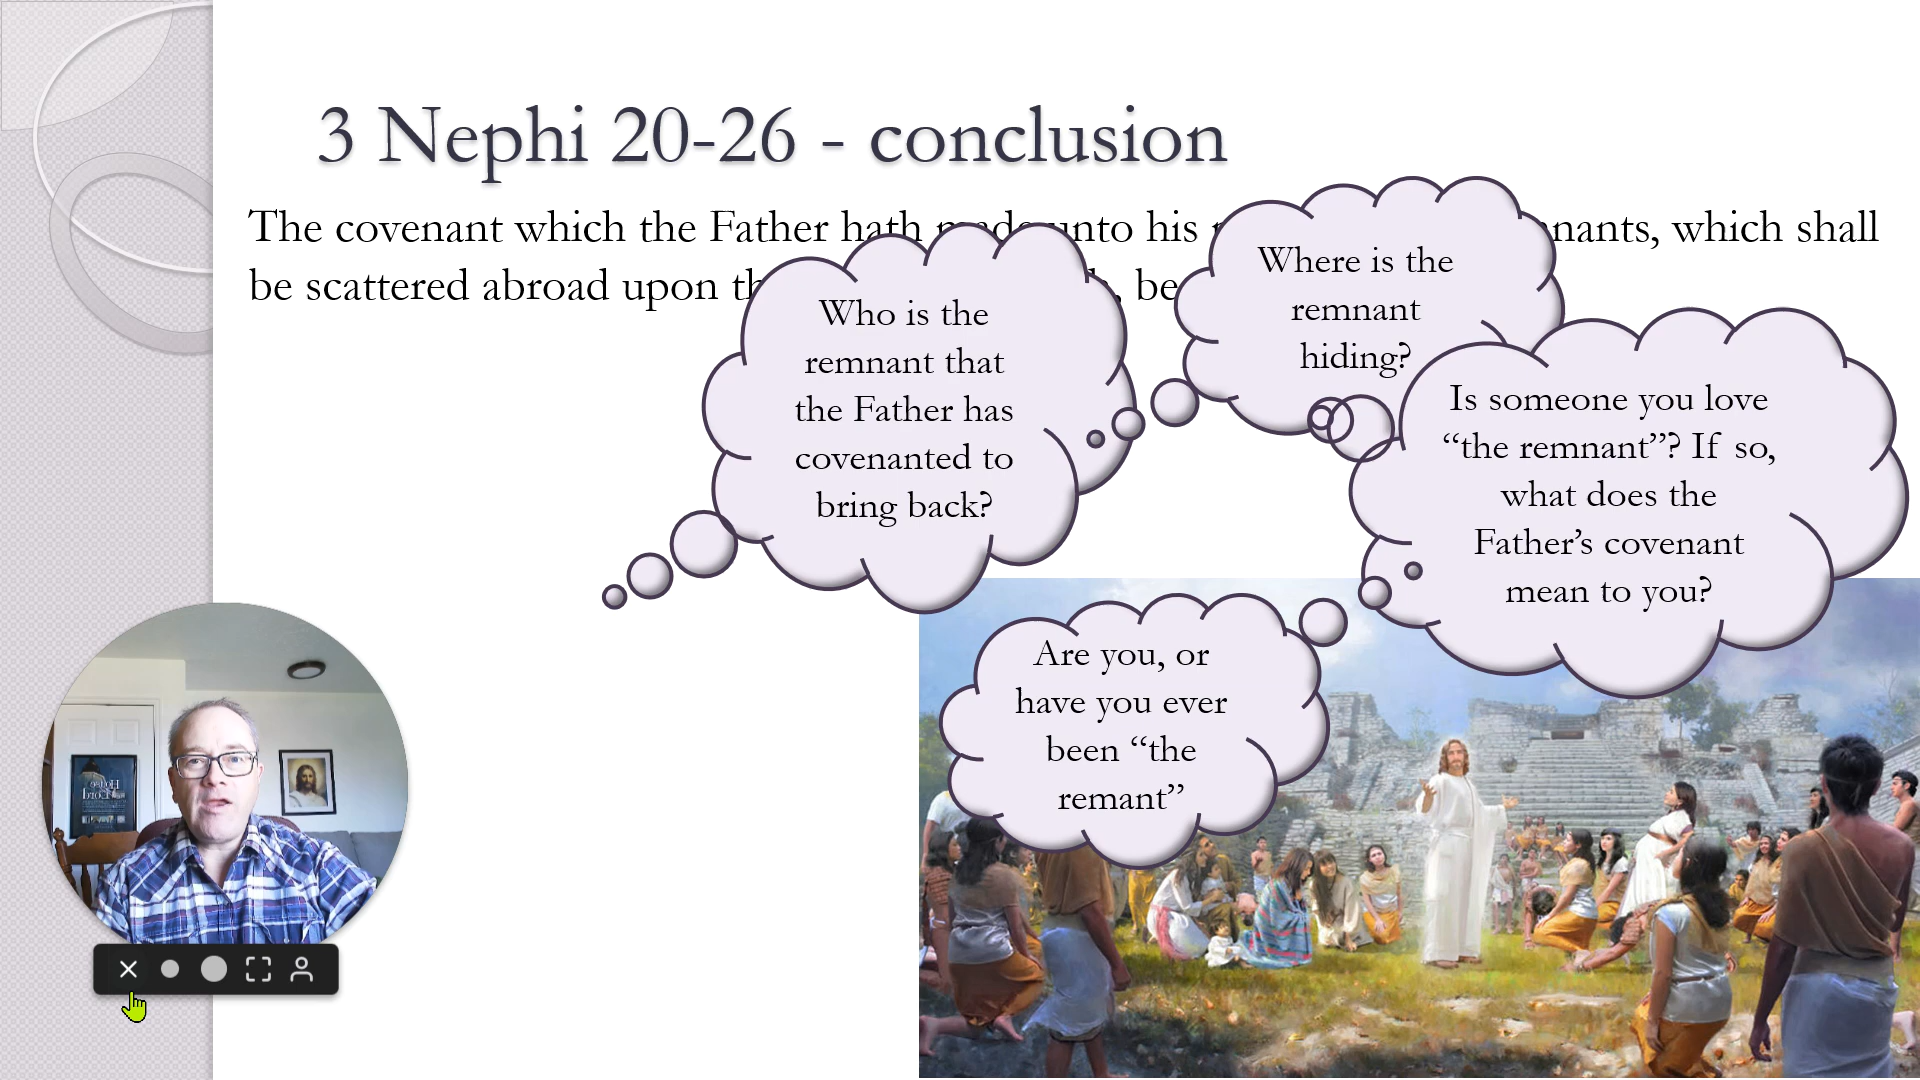 3 Nephi 20-26 - conclusion
The covenant which the Father hath made unto his nants, which shall
be scattered abroad upon th be
Who is the
remnant that
the Father has
covenanted to
bring back?
Where is the
remnant
hiding?
Is someone you love
“the remnant”? If so,
what does the
Father’s covenant
mean to you?
Are you, or
have you ever
been “the
remant”